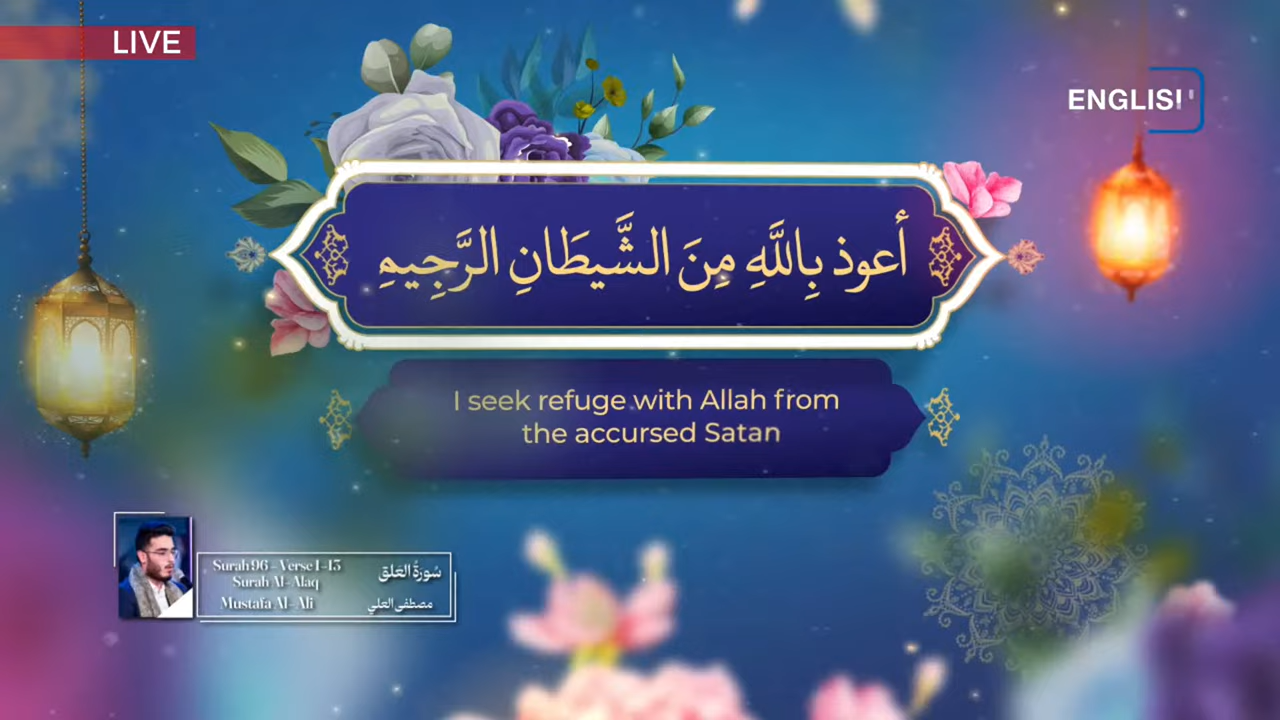 LIVE
ENGLISH
أعوذ بِاللَّهِ مِنَ الشَّيطَانِ الرَّجِيمِ
I seek refuge with Allah from
the accursed Satan
Surah 96 - Verse 1-13
سُورَةُ العَلَق
Surah Al-Alaq
Mustafa Al-Ali
مصطفى العلي